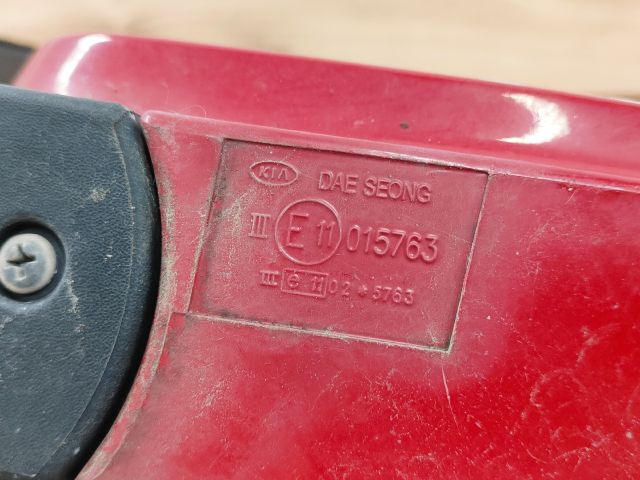 KIA DAE SEONG
III E 11 015763
III e 11 02 * 5763